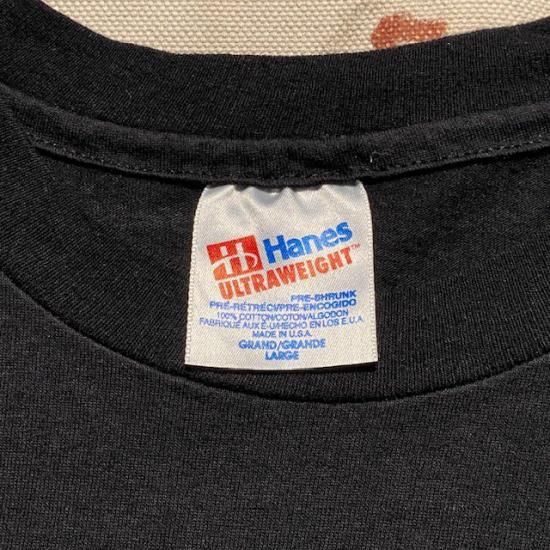 Hanes
ULTRAWEIGHT™
PRE-SHRUNK
PRÉ-RÉTRÉCI/PRE-ENCOGIDO
100% COTTON/COTON/ALGODON
FABRIQUÉ AUX É-U/HECHO EN LOS E.U.A.
MADE IN U.S.A.
GRAND/GRANDE
LARGE